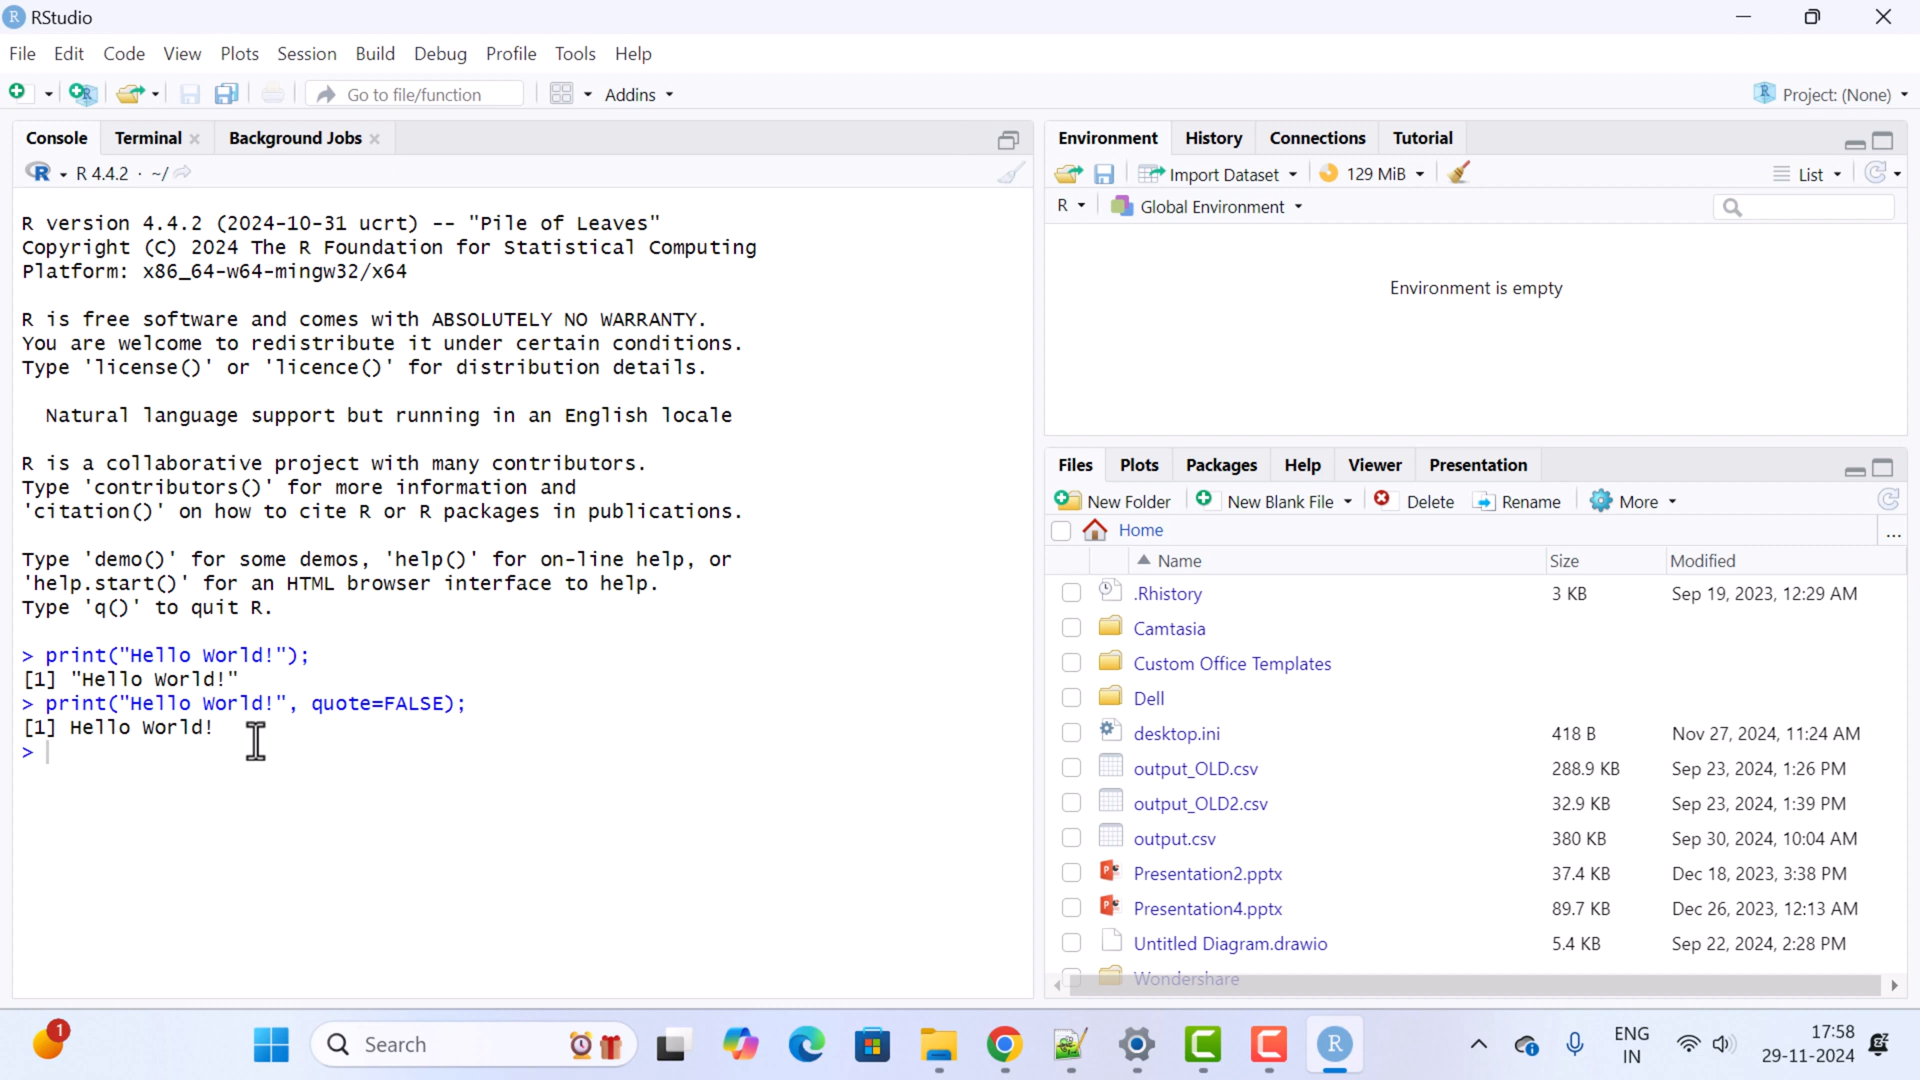 RStudio
File Edit Code View Plots Session Build Debug Profile Tools Help
Go to file/function Addins Project: (None)
Console Terminal Background Jobs
R 4.4.2 · ~/
R version 4.4.2 (2024-10-31 ucrt) -- "Pile of Leaves"
Copyright (C) 2024 The R Foundation for Statistical Computing
Platform: x86_64-w64-mingw32/x64
R is free software and comes with ABSOLUTELY NO WARRANTY.
You are welcome to redistribute it under certain conditions.
Type 'license()' or 'licence()' for distribution details.
Natural language support but running in an English locale
R is a collaborative project with many contributors.
Type 'contributors()' for more information and
'citation()' on how to cite R or R packages in publications.
Type 'demo()' for some demos, 'help()' for on-line help, or
'help.start()' for an HTML browser interface to help.
Type 'q()' to quit R.
> print("Hello World!");
[1] "Hello World!"
> print("Hello World!", quote=FALSE);
[1] Hello World!
>
Environment History Connections Tutorial
Import Dataset 129 MiB List
R Global Environment
Environment is empty
Files Plots Packages Help Viewer Presentation
New Folder New Blank File Delete Rename More
Home ...
Name Size Modified
.Rhistory 3 KB Sep 19, 2023, 12:29 AM
Camtasia
Custom Office Templates
Dell
desktop.ini 418 B Nov 27, 2024, 11:24 AM
output_OLD.csv 288.9 KB Sep 23, 2024, 1:26 PM
output_OLD2.csv 32.9 KB Sep 23, 2024, 1:39 PM
output.csv 380 KB Sep 30, 2024, 10:04 AM
Presentation2.pptx 37.4 KB Dec 18, 2023, 3:38 PM
Presentation4.pptx 89.7 KB Dec 26, 2023, 12:13 AM
Untitled Diagram.drawio 5.4 KB Sep 22, 2024, 2:28 PM
Wondershare
1 Search R ENG 17:58
IN 29-11-2024